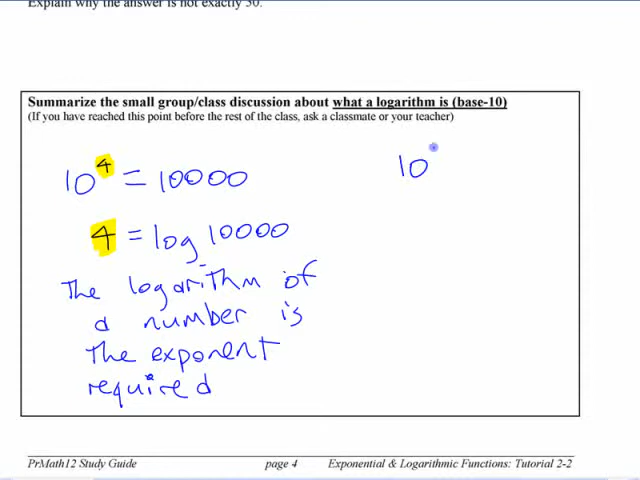 Explain why the answer is not exactly 50.
Summarize the small group/class discussion about what a logarithm is (base-10)
(If you have reached this point before the rest of the class, ask a classmate or your teacher)
10⁴ = 10000
10
4 = log 10000
The logarithm of
a number is
the exponent
required
PrMath12 Study Guide page 4 Exponential & Logarithmic Functions: Tutorial 2-2